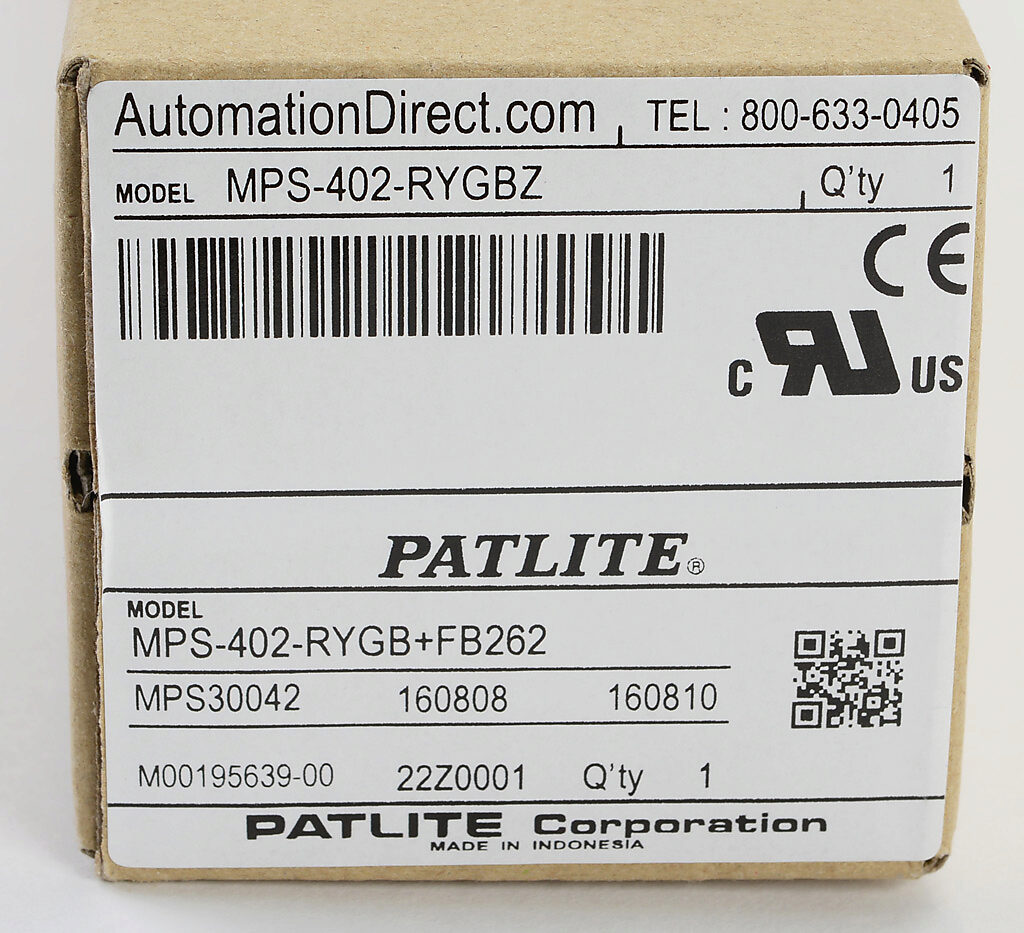 AutomationDirect.com TEL : 800-633-0405
MODEL MPS-402-RYGBZ Q'ty 1
CE
C RU US
PATLITE®
MODEL
MPS-402-RYGB+FB262
MPS30042 160808 160810
M00195639-00 22Z0001 Q'ty 1
PATLITE Corporation
MADE IN INDONESIA